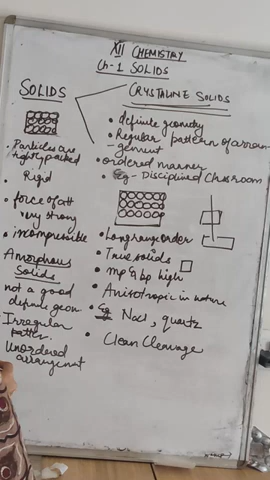 XII CHEMISTRY
Ch-1 SOLIDS
SOLIDS
• Particles are
tightly packed
• Rigid
• force of att
very strong
• incompressible
Amorphous
Solids
not a good
definite geom
Irregular
patter.
Unordered
arrangement
CRYSTALINE SOLIDS
• definite geometry
• Regular pattern of arran-
gement
• ordered manner
• eg - Disciplined Classroom
• Long range order
• True solids
• mp & bp high
• Anisotropic in nature
• Eg NaCl, quartz
• Clean Cleavage